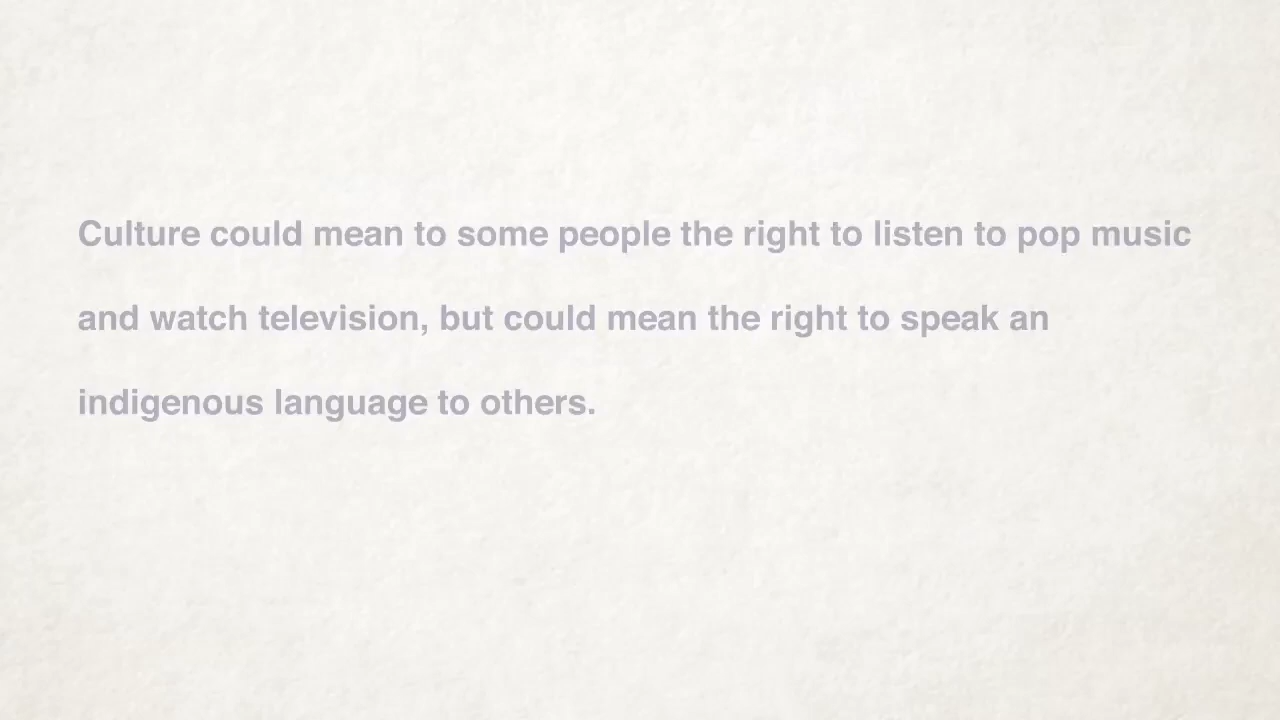 Culture could mean to some people the right to listen to pop music
and watch television, but could mean the right to speak an
indigenous language to others.